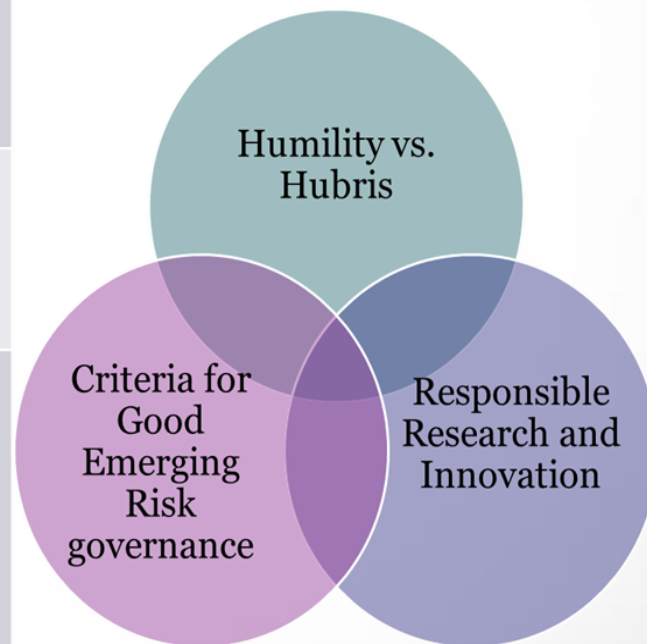 Humility vs.
Hubris
Criteria for
Good
Emerging
Risk
governance
Responsible
Research and
Innovation